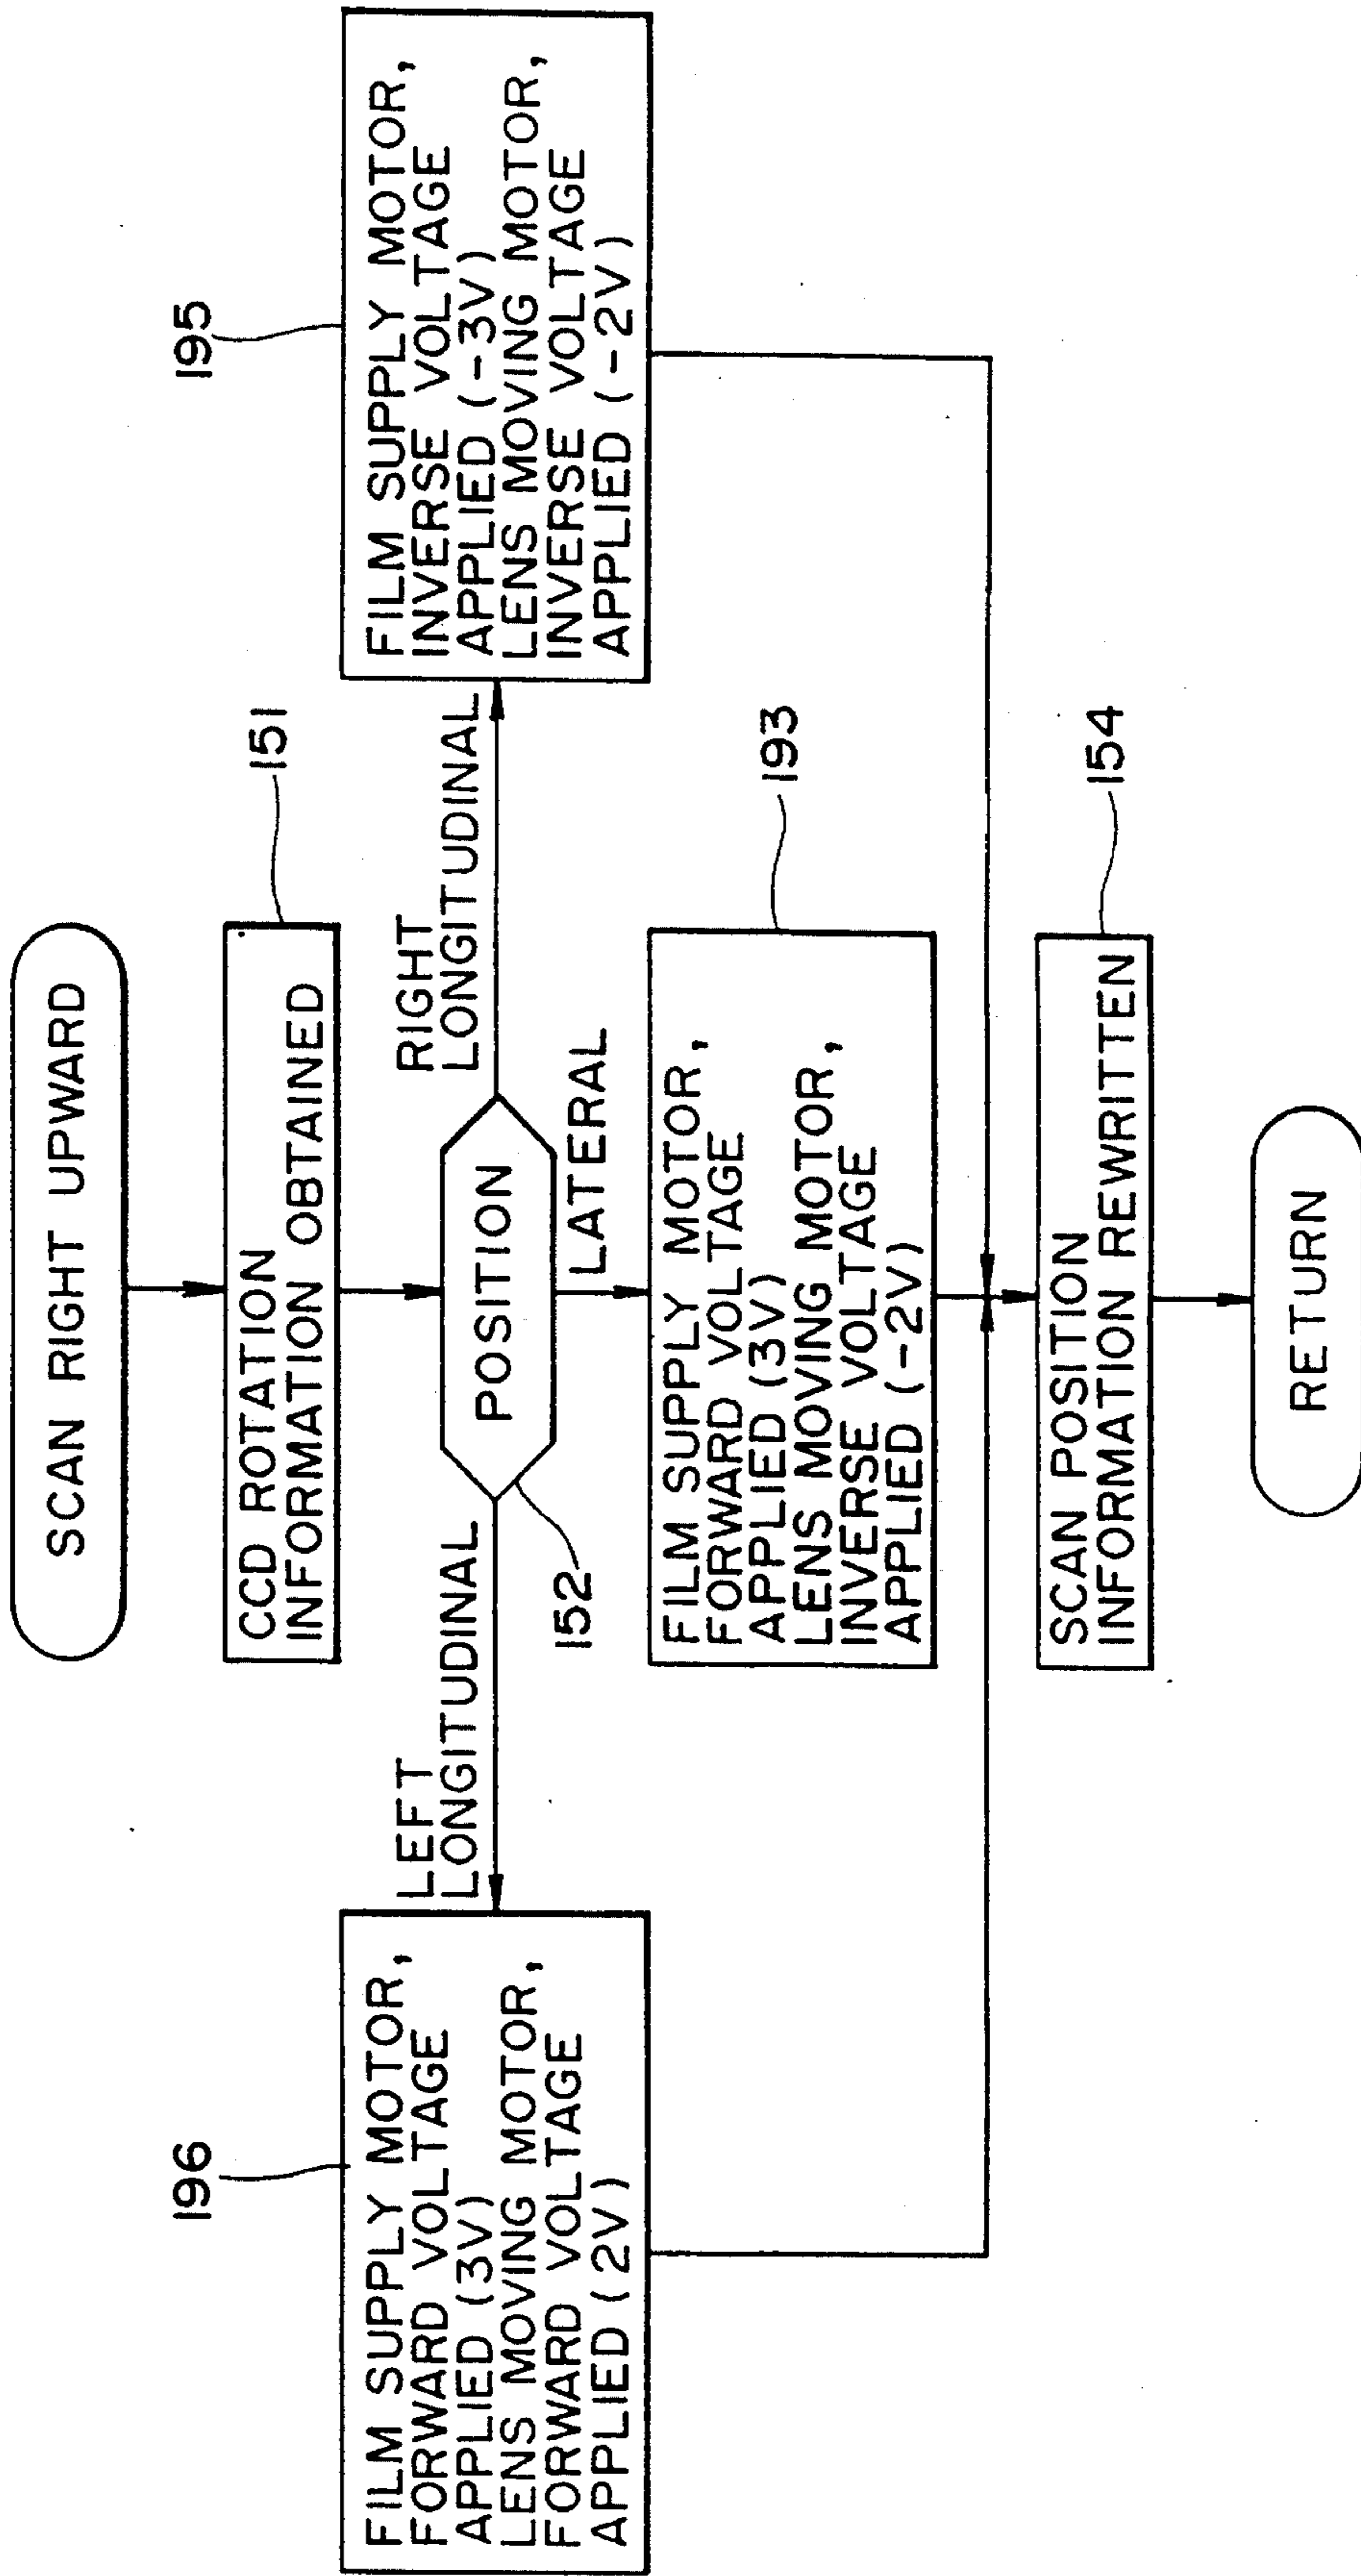 SCAN RIGHT UPWARD
151
CCD ROTATION
INFORMATION OBTAINED
152
POSITION
LEFT
LONGITUDINAL
RIGHT
LONGITUDINAL
LATERAL
196
FILM SUPPLY MOTOR,
FORWARD VOLTAGE
APPLIED (3V)
LENS MOVING MOTOR,
FORWARD VOLTAGE
APPLIED (2V)
193
FILM SUPPLY MOTOR,
FORWARD VOLTAGE
APPLIED (3V)
LENS MOVING MOTOR,
INVERSE VOLTAGE
APPLIED (-2V)
195
FILM SUPPLY MOTOR,
INVERSE VOLTAGE
APPLIED (-3V)
LENS MOVING MOTOR,
INVERSE VOLTAGE
APPLIED (-2V)
154
SCAN POSITION
INFORMATION REWRITTEN
RETURN